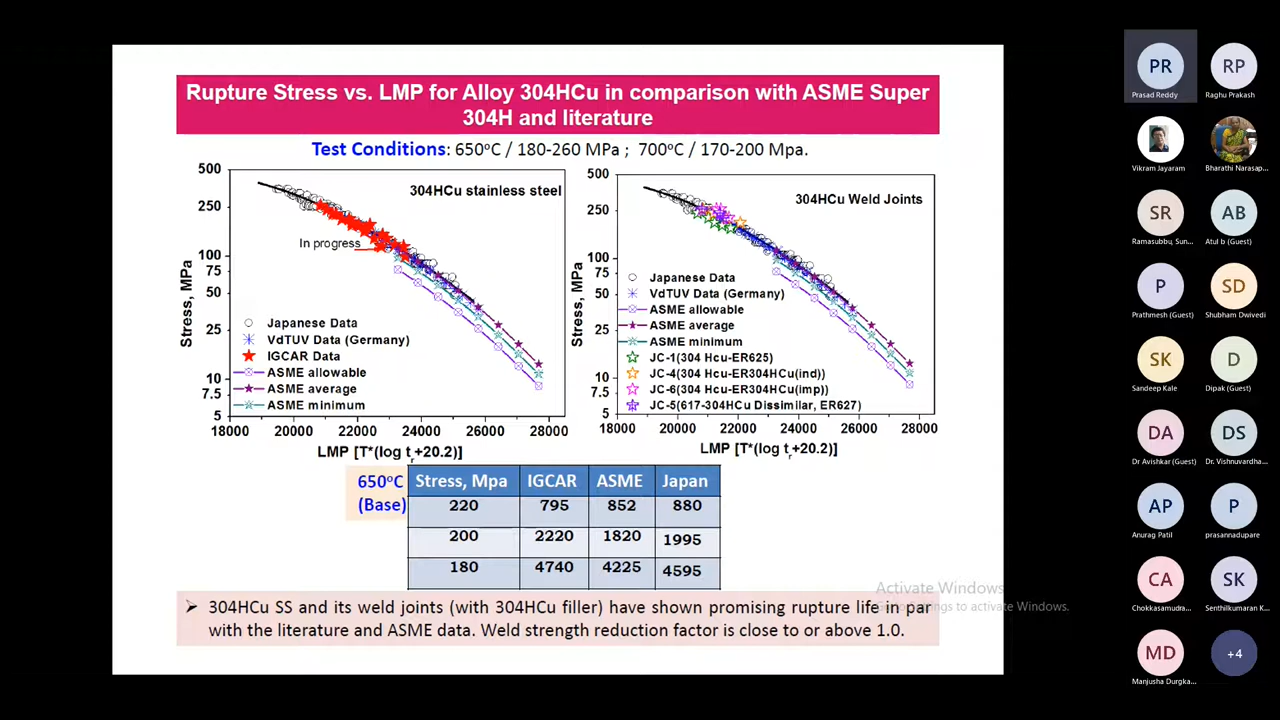 Rupture Stress vs. LMP for Alloy 304HCu in comparison with ASME Super
304H and literature
Test Conditions: 650ºC / 180-260 MPa ; 700ºC / 170-200 Mpa.
500
250
100
75
50
25
10
7.5
5
18000 20000 22000 24000 26000 28000
Stress, MPa
LMP [T*(log tr+20.2)]
304HCu stainless steel
In progress
Japanese Data
VdTUV Data (Germany)
IGCAR Data
ASME allowable
ASME average
ASME minimum
500
250
100
75
50
25
10
7.5
5
18000 20000 22000 24000 26000 28000
Stress, MPa
LMP [T*(log tr+20.2)]
304HCu Weld Joints
Japanese Data
VdTUV Data (Germany)
ASME allowable
ASME average
ASME minimum
JC-1(304 Hcu-ER625)
JC-4(304 Hcu-ER304HCu(ind))
JC-6(304 Hcu-ER304HCu(imp))
JC-5(617-304HCu Dissimilar, ER627)
650ºC
(Base)
Stress, Mpa IGCAR ASME Japan
220 795 852 880
200 2220 1820 1995
180 4740 4225 4595
➢ 304HCu SS and its weld joints (with 304HCu filler) have shown promising rupture life in par
with the literature and ASME data. Weld strength reduction factor is close to or above 1.0.
Activate Windows
to activate Windows.
PR
Prasad Reddy
RP
Raghu Prakash
Vikram Jayaram
Bharathi Narasap...
SR
Ramasubbu, Sun...
AB
Atul b (Guest)
P
Prathmesh (Guest)
SD
Shubham Dwivedi
SK
Sandeep Kale
D
Dipak (Guest)
DA
Dr Avishkar (Guest)
DS
Dr. Vishnuvardha...
AP
Anurag Patil
P
prasannadupare
CA
Chokkasamudra...
SK
Senthilkumaran K...
MD
Manjusha Durgka...
+4